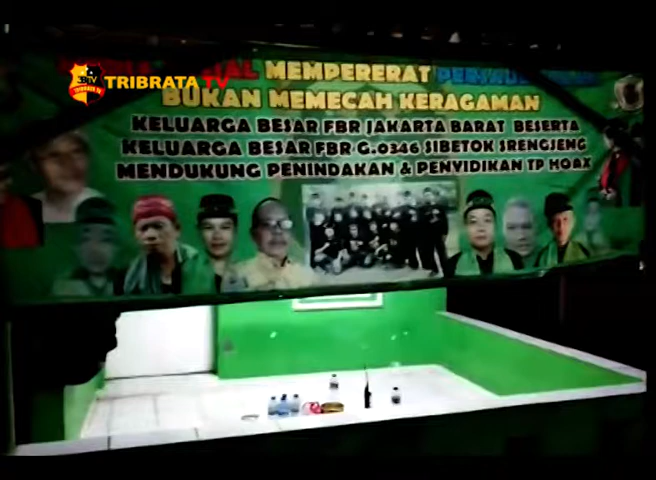 TRIBRATA TV
MEMPERERAT
BUKAN MEMECAH KERAGAMAN
KELUARGA BESAR FBR JAKARTA BARAT BESERTA
KELUARGA BESAR FBR G.0346 SIBETOK SRENGSENG
MENDUKUNG PENINDAKAN & PENYIDIKAN TP HOAX